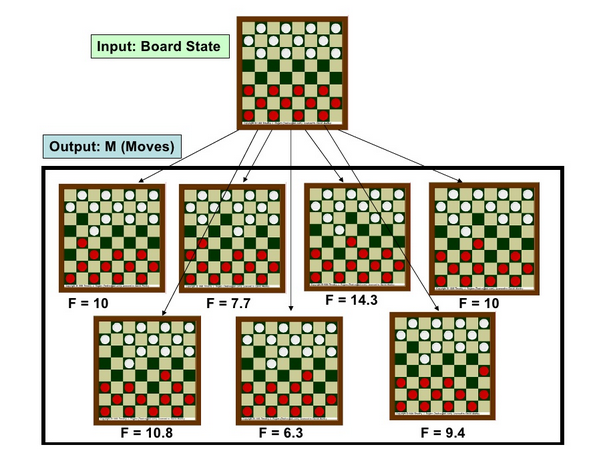 Input: Board State
Output: M (Moves)
F = 10
F = 7.7
F = 14.3
F = 10
F = 10.8
F = 6.3
F = 9.4